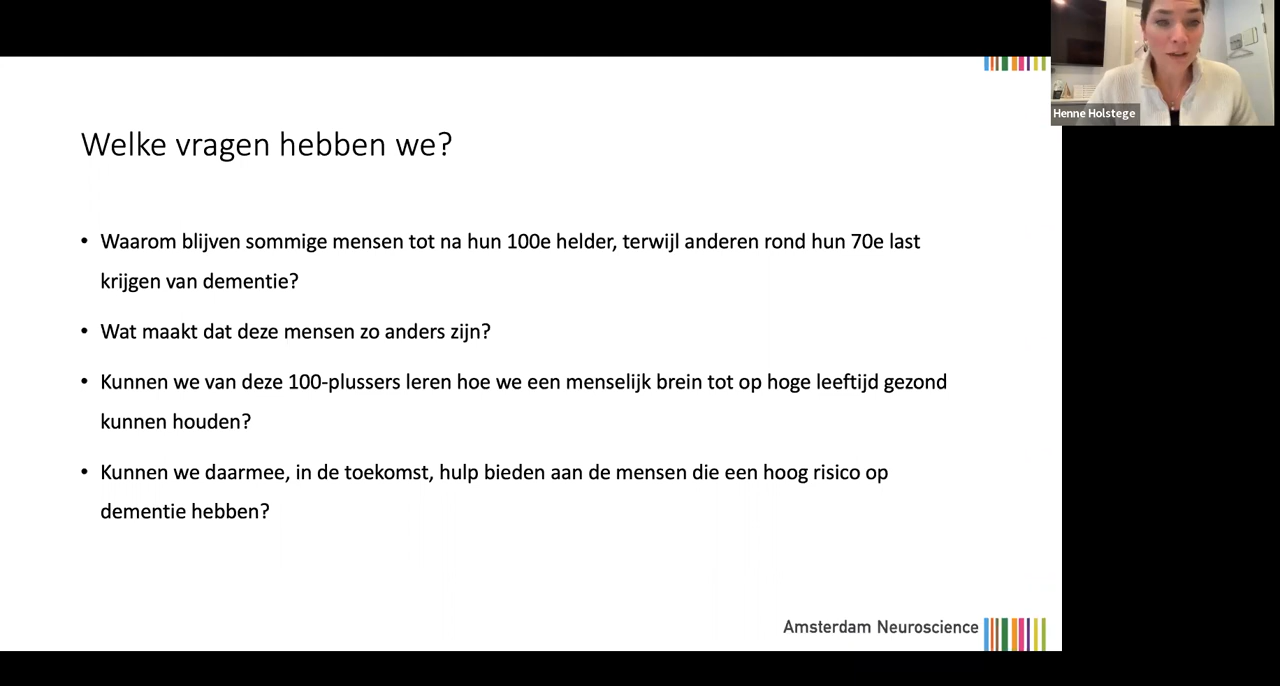 Henne Holstege
Welke vragen hebben we?
• Waarom blijven sommige mensen tot na hun 100e helder, terwijl anderen rond hun 70e last
krijgen van dementie?
• Wat maakt dat deze mensen zo anders zijn?
• Kunnen we van deze 100-plussers leren hoe we een menselijk brein tot op hoge leeftijd gezond
kunnen houden?
• Kunnen we daarmee, in de toekomst, hulp bieden aan de mensen die een hoog risico op
dementie hebben?
Amsterdam Neuroscience